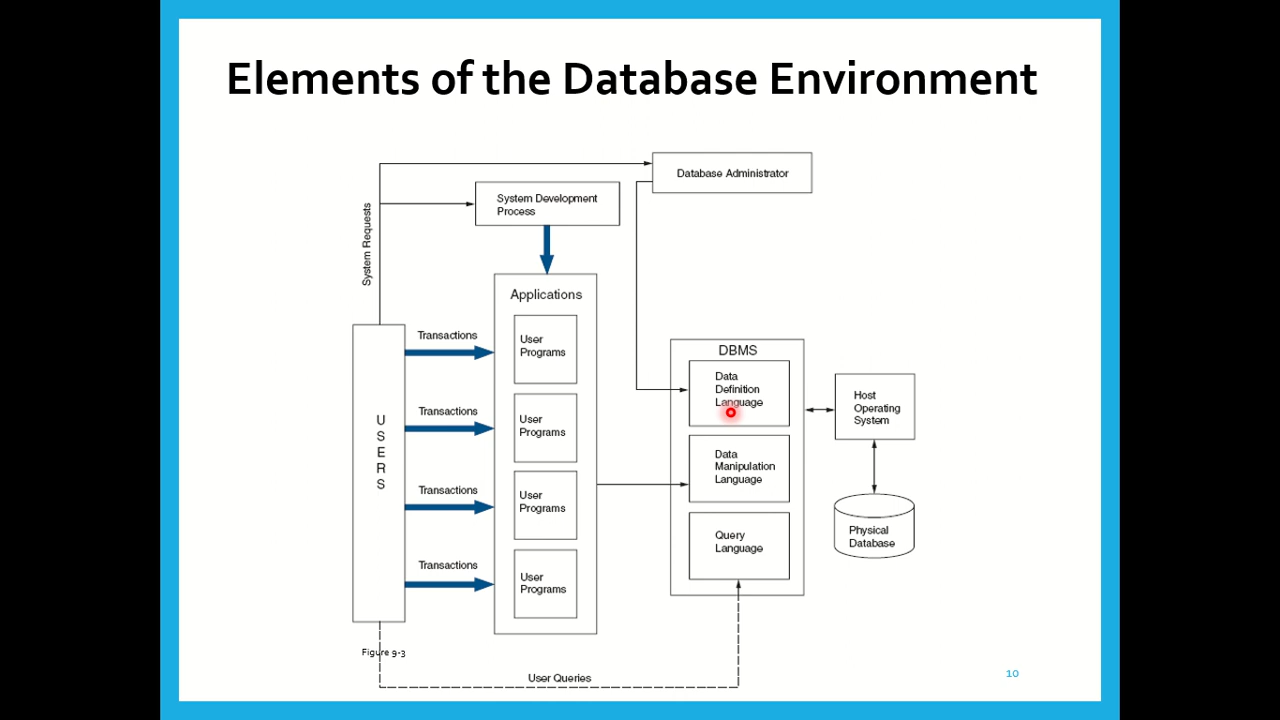 Elements of the Database Environment
Database Administrator
System Development
Process
System Requests
Applications
Transactions
User
Programs
Transactions
User
Programs
Transactions
User
Programs
Transactions
User
Programs
U
S
E
R
S
DBMS
Data
Definition
Language
Data
Manipulation
Language
Query
Language
Host
Operating
System
Physical
Database
Figure 9-3
User Queries
10